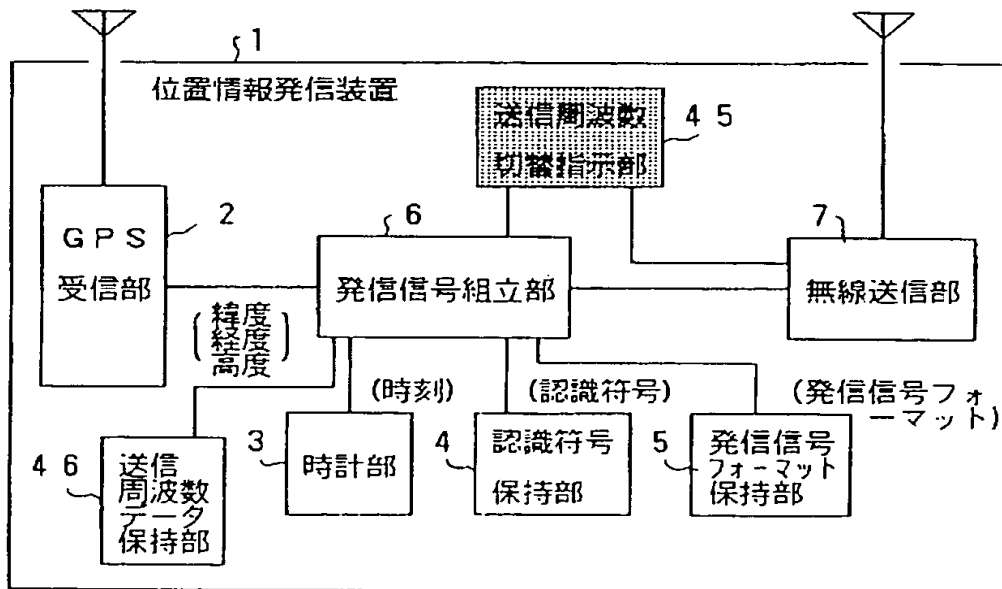 1
位置情報発信装置
送信周波数
切替指示部
4 5
GPS
受信部
2
6
発信信号組立部
7
無線送信部
緯度
経度
高度
(時刻)
(認識符号)
(発信信号フォ
ーマット)
4 6
送信
周波数
データ
保持部
3
時計部
4
認識符号
保持部
5
発信信号
フォーマット
保持部